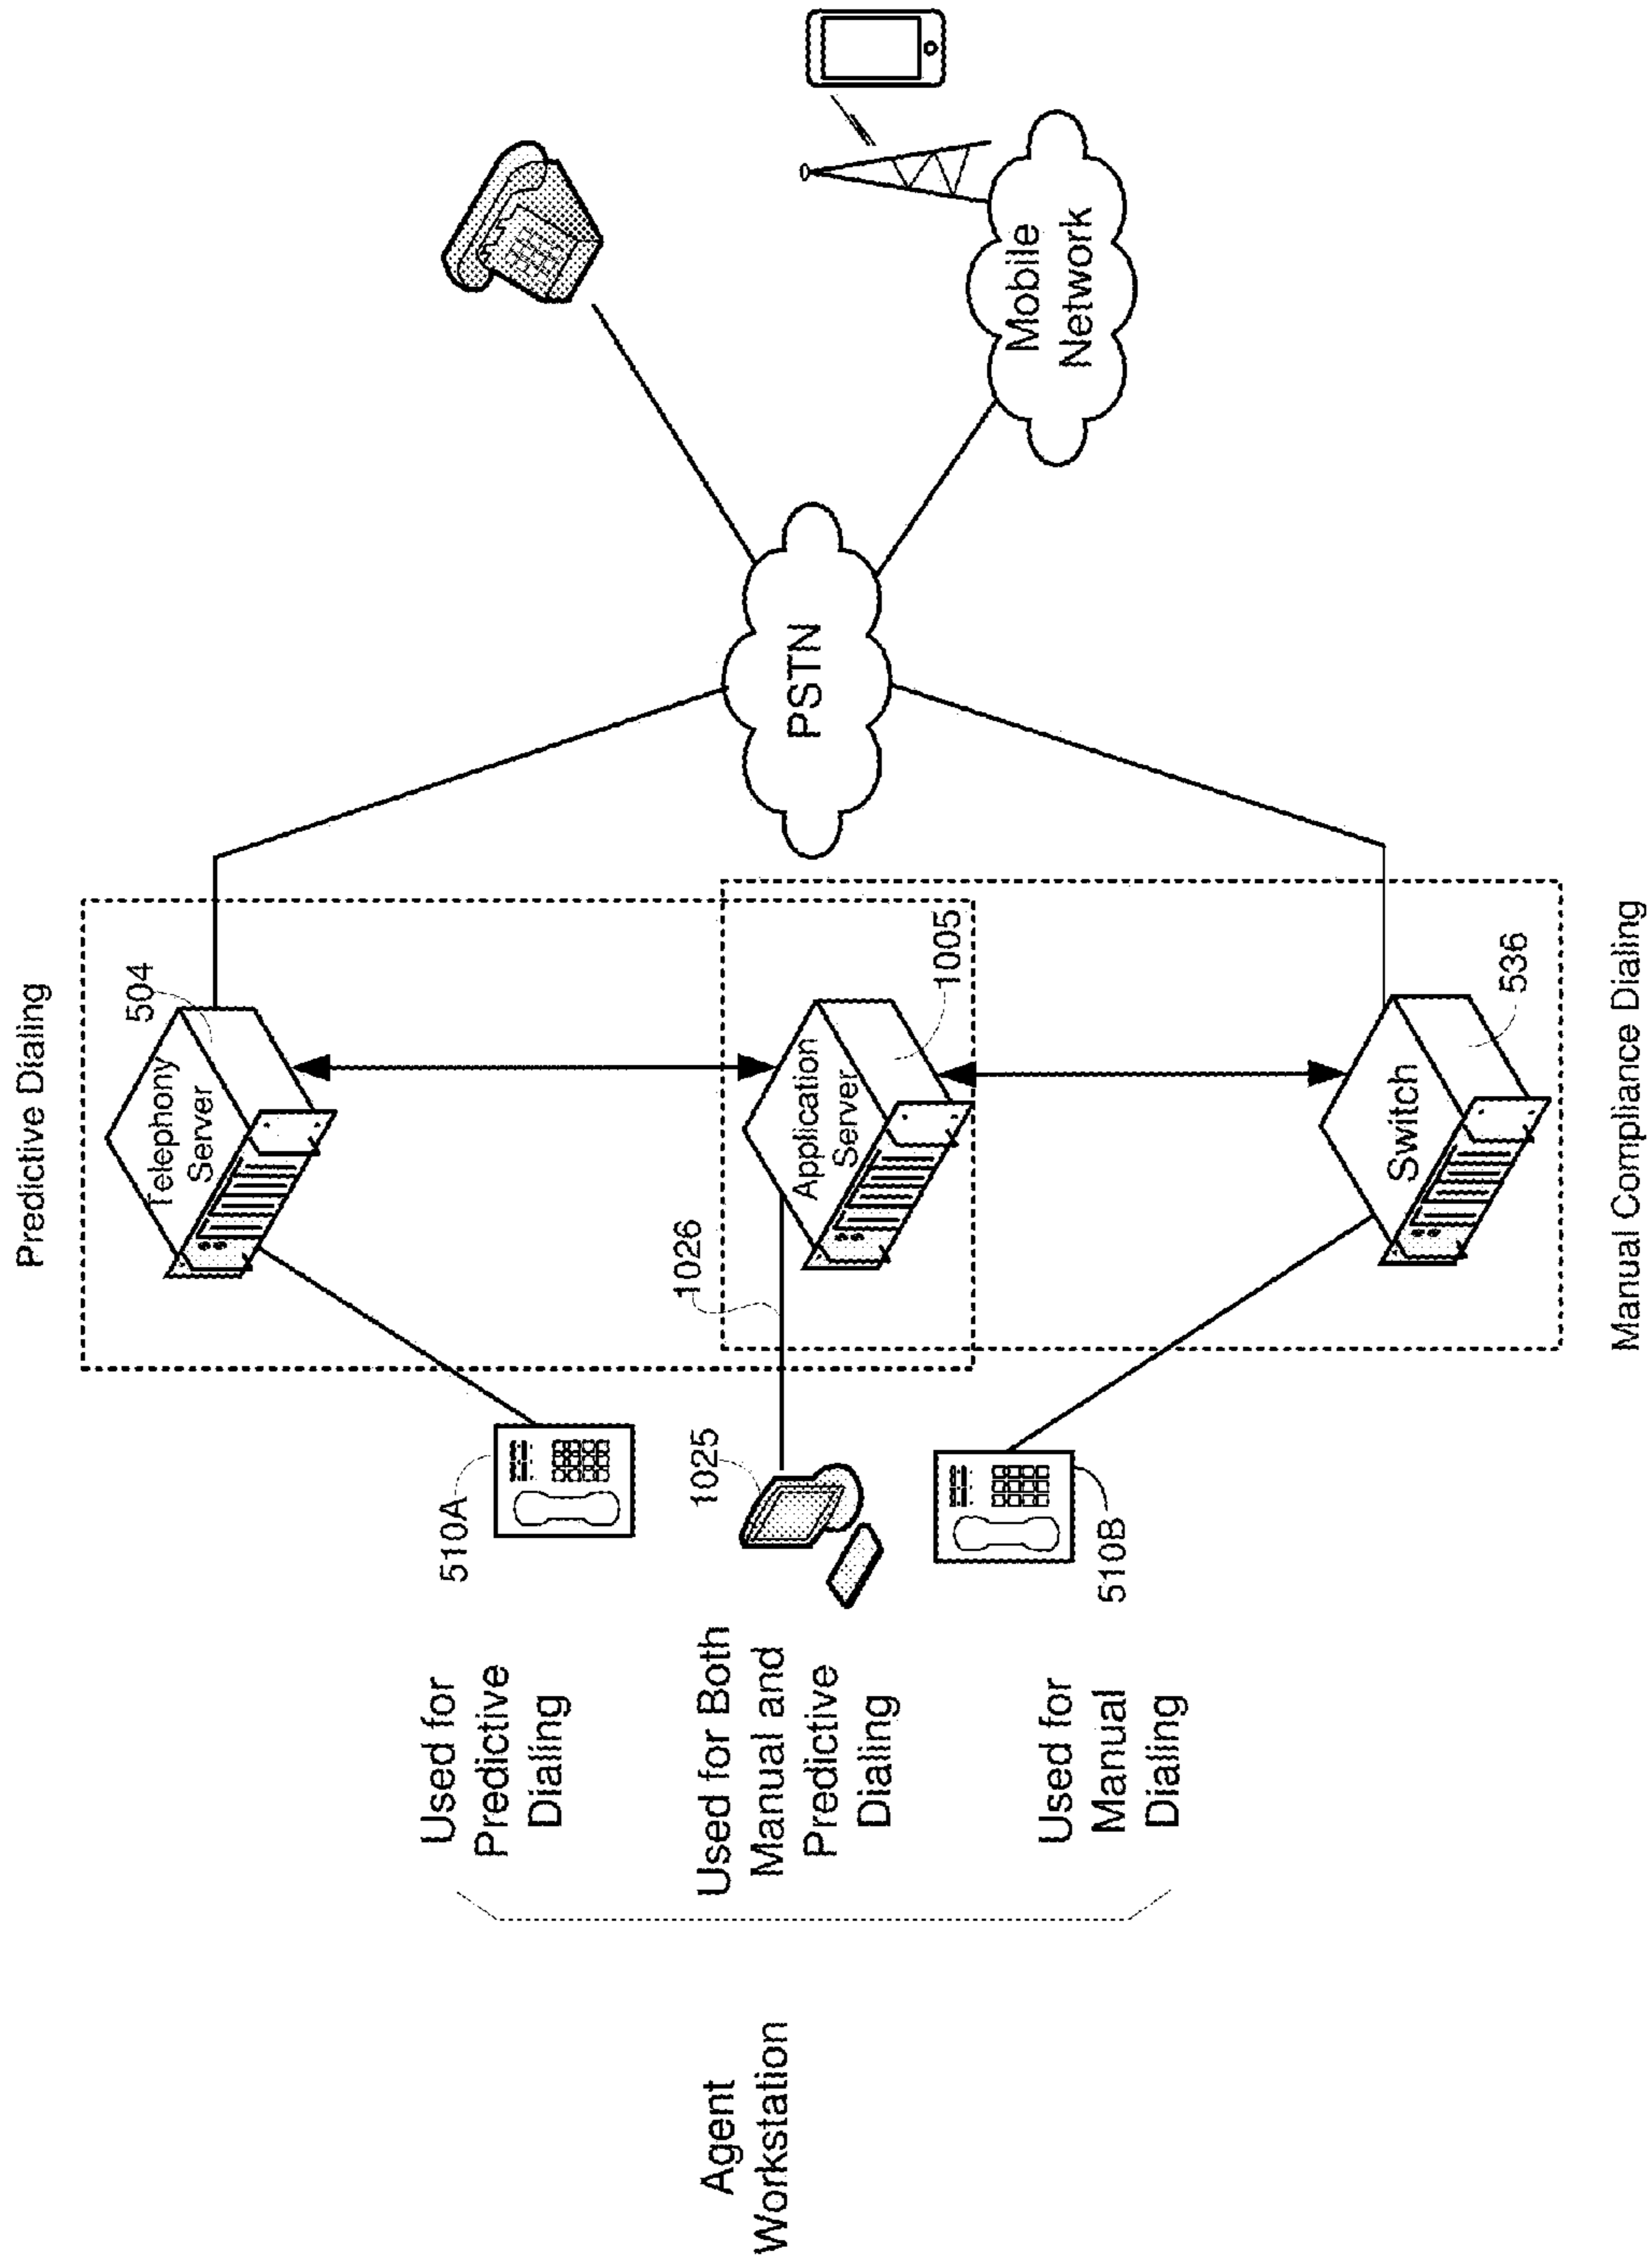 Predictive Dialing
504
Telephony
Server
510A
Used for
Predictive
Dialing
Agent
Workstation
Used for Both
Manual and
Predictive
Dialing
1025
1026
Application
Server
1005
PSTN
Mobile
Network
Used for
Manual
Dialing
510B
Switch
536
Manual Compliance Dialing